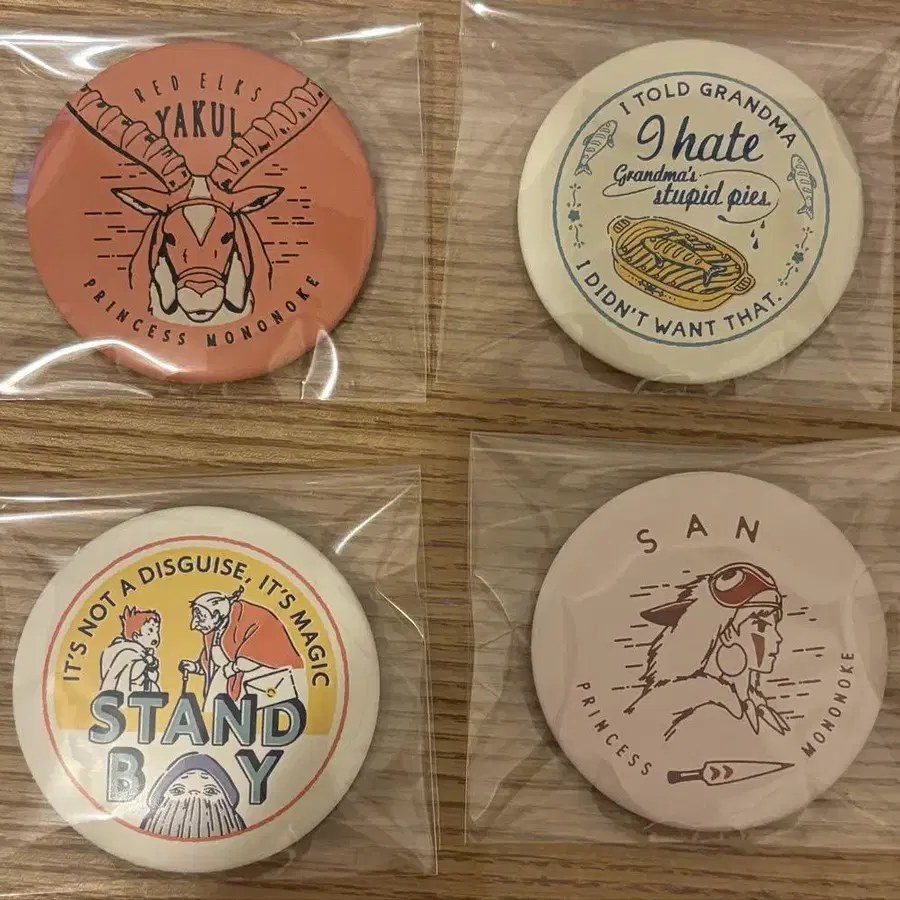 RED ELKS
YAKUL
PRINCESS MONONOKE
I TOLD GRANDMA
I hate
Grandma's
stupid pies.
I DIDN'T WANT THAT.
IT'S NOT A DISGUISE, IT'S MAGIC
STAND
BOY
SAN
PRINCESS
MONONOKE